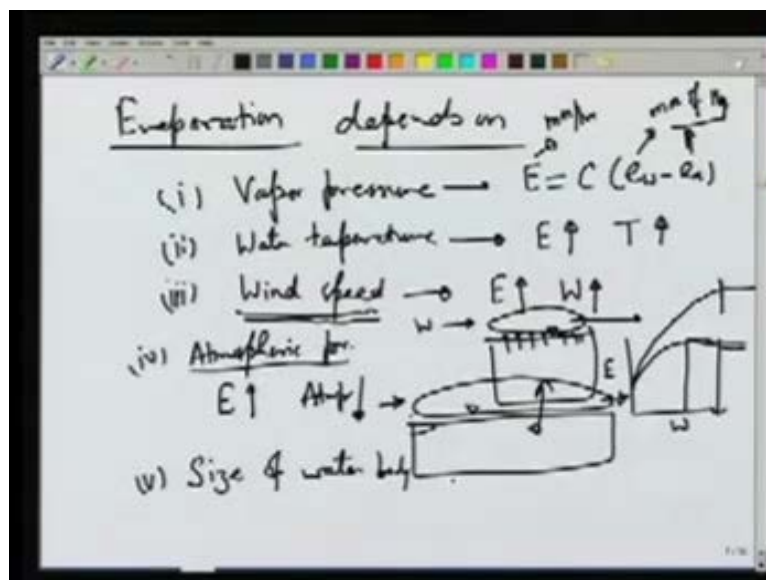 Evaporation depends on
mm/hr mm of Hg
(i) Vapor pressure → E = C (ew - ea)
(ii) Water temperature → E ↑ T ↑
(iii) Wind speed → E ↑ W ↑
W →
(iv) Atmospheric pr.
E ↑ Atmpr ↓ →
E
W
(v) Size of water body